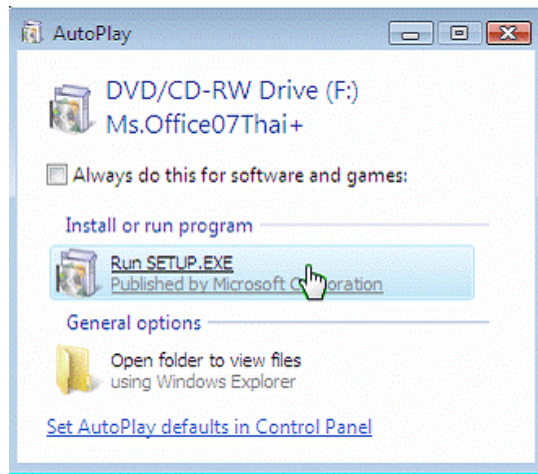 AutoPlay
DVD/CD-RW Drive (F:)
Ms.Office07Thai+
Always do this for software and games:
Install or run program
Run SETUP.EXE
Published by Microsoft Corporation
General options
Open folder to view files
using Windows Explorer
Set AutoPlay defaults in Control Panel